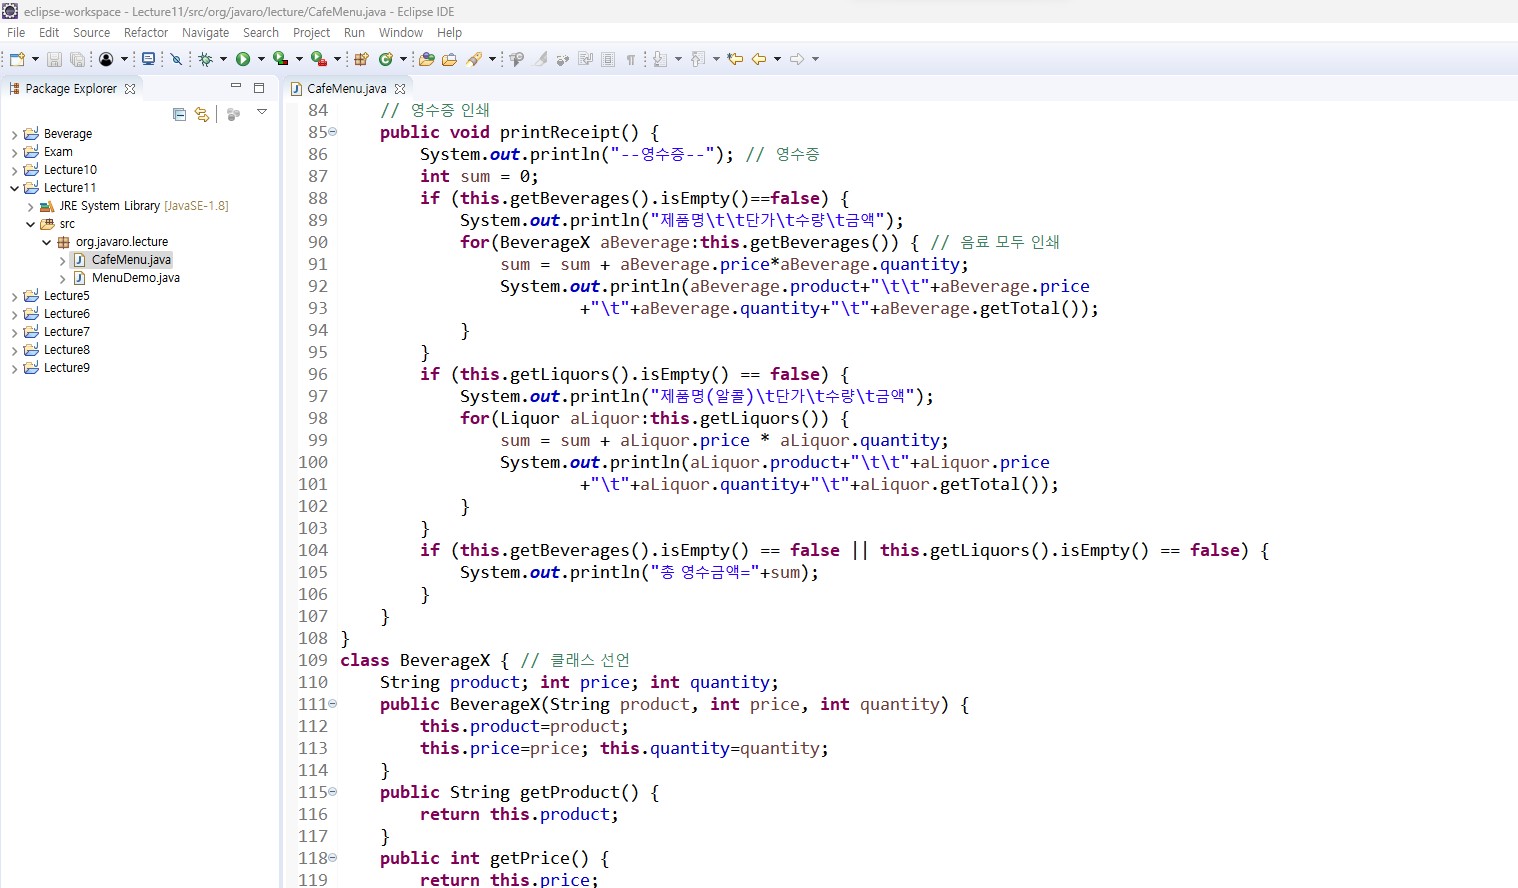 eclipse-workspace - Lecture11/src/org/javaro/lecture/CafeMenu.java - Eclipse IDE
File Edit Source Refactor Navigate Search Project Run Window Help
Package Explorer
Beverage
Exam
Lecture10
Lecture11
JRE System Library [JavaSE-1.8]
src
org.javaro.lecture
CafeMenu.java
MenuDemo.java
Lecture5
Lecture6
Lecture7
Lecture8
Lecture9
CafeMenu.java
84 // 영수증 인쇄
85 public void printReceipt() {
86 System.out.println("--영수증--"); // 영수증
87 int sum = 0;
88 if (this.getBeverages().isEmpty()==false) {
89 System.out.println("제품명\t\t단가\t수량\t금액");
90 for(BeverageX aBeverage:this.getBeverages()) { // 음료 모두 인쇄
91 sum = sum + aBeverage.price*aBeverage.quantity;
92 System.out.println(aBeverage.product+"\t\t"+aBeverage.price
93 +"\t"+aBeverage.quantity+"\t"+aBeverage.getTotal());
94 }
95 }
96 if (this.getLiquors().isEmpty() == false) {
97 System.out.println("제품명(알콜)\t단가\t수량\t금액");
98 for(Liquor aLiquor:this.getLiquors()) {
99 sum = sum + aLiquor.price * aLiquor.quantity;
100 System.out.println(aLiquor.product+"\t\t"+aLiquor.price
101 +"\t"+aLiquor.quantity+"\t"+aLiquor.getTotal());
102 }
103 }
104 if (this.getBeverages().isEmpty() == false || this.getLiquors().isEmpty() == false) {
105 System.out.println("총 영수금액="+sum);
106 }
107 }
108 }
109 class BeverageX { // 클래스 선언
110 String product; int price; int quantity;
111 public BeverageX(String product, int price, int quantity) {
112 this.product=product;
113 this.price=price; this.quantity=quantity;
114 }
115 public String getProduct() {
116 return this.product;
117 }
118 public int getPrice() {
119 return this.price;